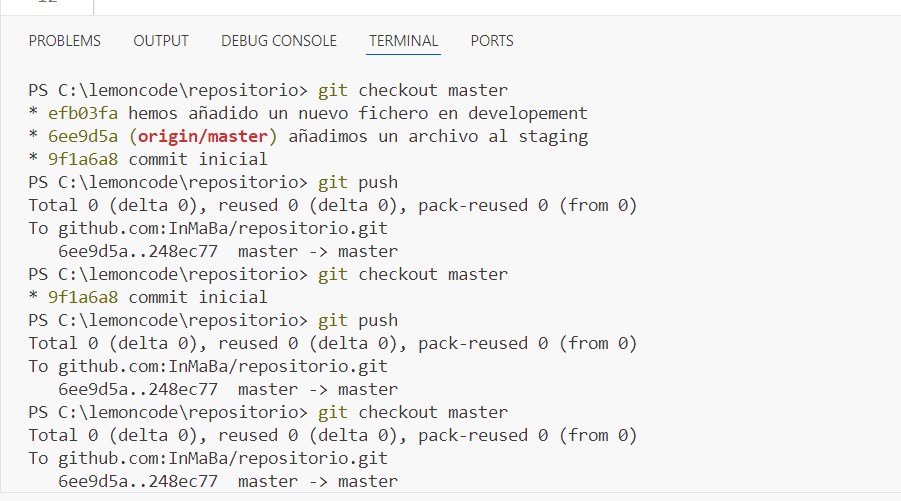 PROBLEMS OUTPUT DEBUG CONSOLE TERMINAL PORTS
PS C:\lemoncode\repositorio> git checkout master
* efb03fa hemos añadido un nuevo fichero en developement
* 6ee9d5a (origin/master) añadimos un archivo al staging
* 9f1a6a8 commit inicial
PS C:\lemoncode\repositorio> git push
Total 0 (delta 0), reused 0 (delta 0), pack-reused 0 (from 0)
To github.com:InMaBa/repositorio.git
   6ee9d5a..248ec77  master -> master
PS C:\lemoncode\repositorio> git checkout master
* 9f1a6a8 commit inicial
PS C:\lemoncode\repositorio> git push
Total 0 (delta 0), reused 0 (delta 0), pack-reused 0 (from 0)
To github.com:InMaBa/repositorio.git
   6ee9d5a..248ec77  master -> master
PS C:\lemoncode\repositorio> git checkout master
Total 0 (delta 0), reused 0 (delta 0), pack-reused 0 (from 0)
To github.com:InMaBa/repositorio.git
   6ee9d5a..248ec77  master -> master